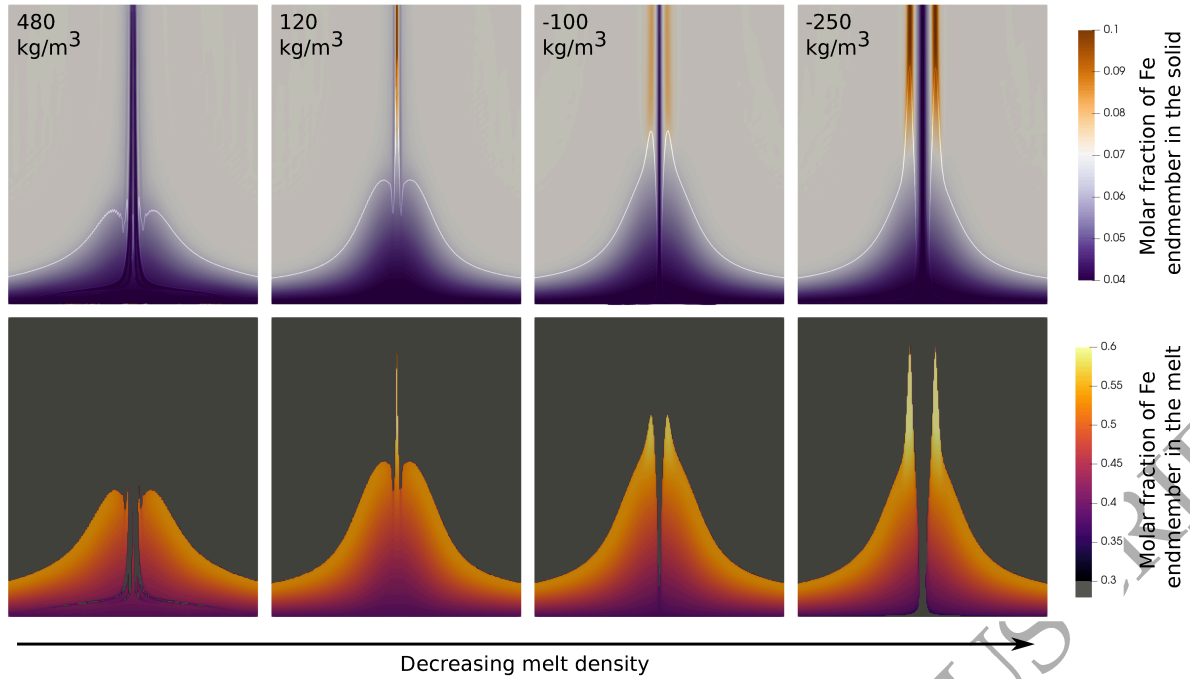 480
kg/m3
120
kg/m3
-100
kg/m3
-250
kg/m3
0.1
0.09
0.08
0.07
0.06
0.05
0.04
Molar fraction of Fe
endmember in the solid
0.6
0.55
0.5
0.45
0.4
0.35
0.3
Molar fraction of Fe
endmember in the melt
Decreasing melt density